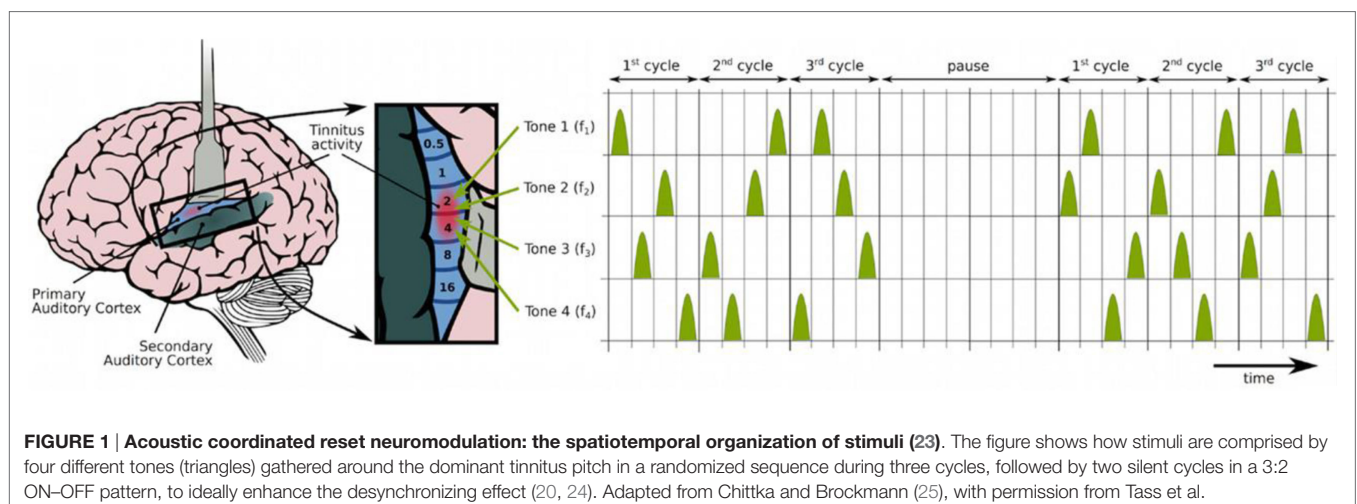 Tinnitus
activity
Primary
Auditory Cortex
Secondary
Auditory Cortex
0.5
1
2
4
8
16
Tone 1 (f₁)
Tone 2 (f₂)
Tone 3 (f₃)
Tone 4 (f₄)
1st cycle 2nd cycle 3rd cycle pause 1st cycle 2nd cycle 3rd cycle
time
FIGURE 1 | Acoustic coordinated reset neuromodulation: the spatiotemporal organization of stimuli (23). The figure shows how stimuli are comprised by
four different tones (triangles) gathered around the dominant tinnitus pitch in a randomized sequence during three cycles, followed by two silent cycles in a 3:2
ON–OFF pattern, to ideally enhance the desynchronizing effect (20, 24). Adapted from Chittka and Brockmann (25), with permission from Tass et al.